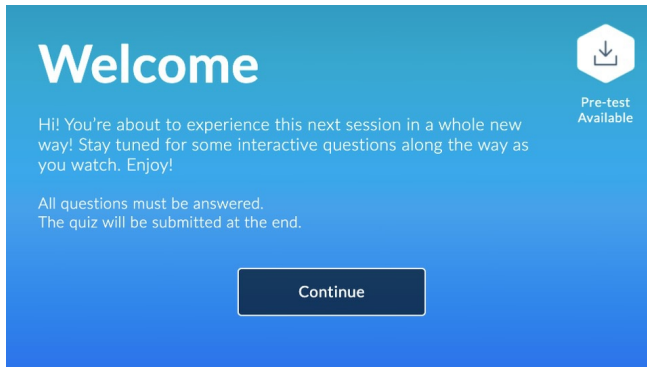 Welcome
Pre-test
Available
Hi! You're about to experience this next session in a whole new
way! Stay tuned for some interactive questions along the way as
you watch. Enjoy!
All questions must be answered.
The quiz will be submitted at the end.
Continue